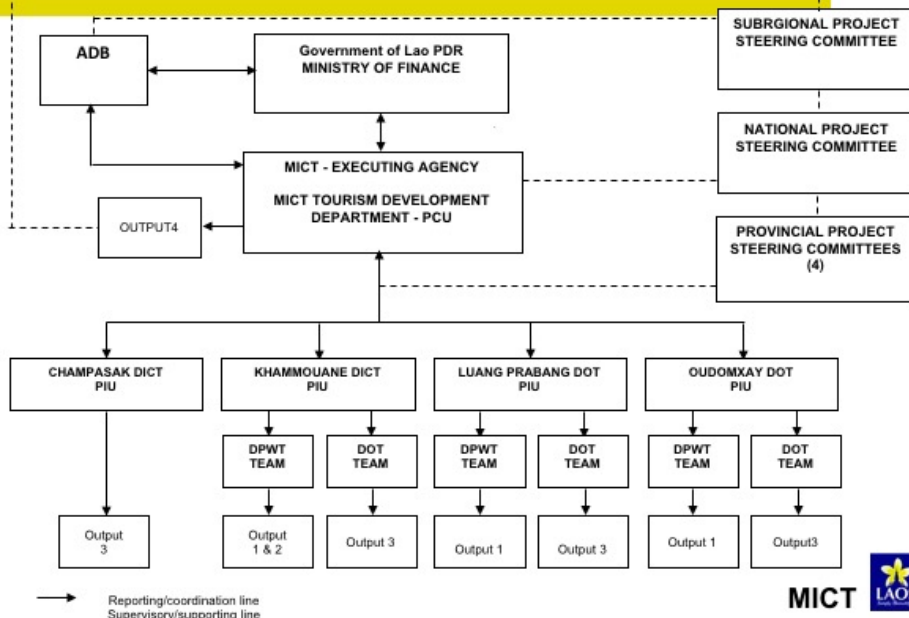 SUBRGIONAL PROJECT
STEERING COMMITTEE
ADB
Government of Lao PDR
MINISTRY OF FINANCE
NATIONAL PROJECT
STEERING COMMITTEE
MICT - EXECUTING AGENCY
MICT TOURISM DEVELOPMENT
DEPARTMENT - PCU
OUTPUT4
PROVINCIAL PROJECT
STEERING COMMITTEES
(4)
CHAMPASAK DICT
PIU
KHAMMOUANE DICT
PIU
LUANG PRABANG DOT
PIU
OUDOMXAY DOT
PIU
DPWT
TEAM
DOT
TEAM
DPWT
TEAM
DOT
TEAM
DPWT
TEAM
DOT
TEAM
Output
3
Output
1 & 2
Output 3
Output 1
Output 3
Output 1
Output3
Reporting/coordination line
Supervisory/supporting line
MICT
LAO